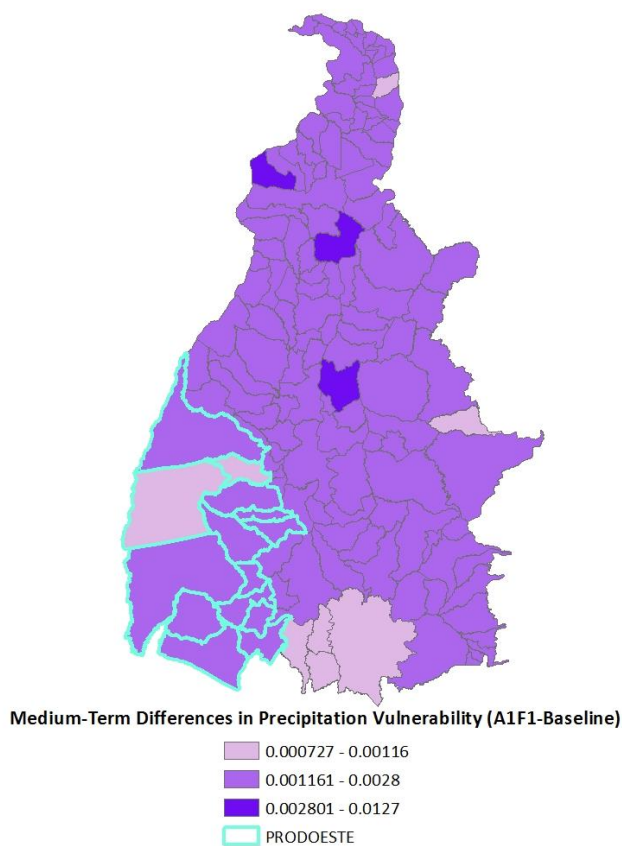 Medium-Term Differences in Precipitation Vulnerability (A1F1-Baseline)
0.000727 - 0.00116
0.001161 - 0.0028
0.002801 - 0.0127
PRODOESTE